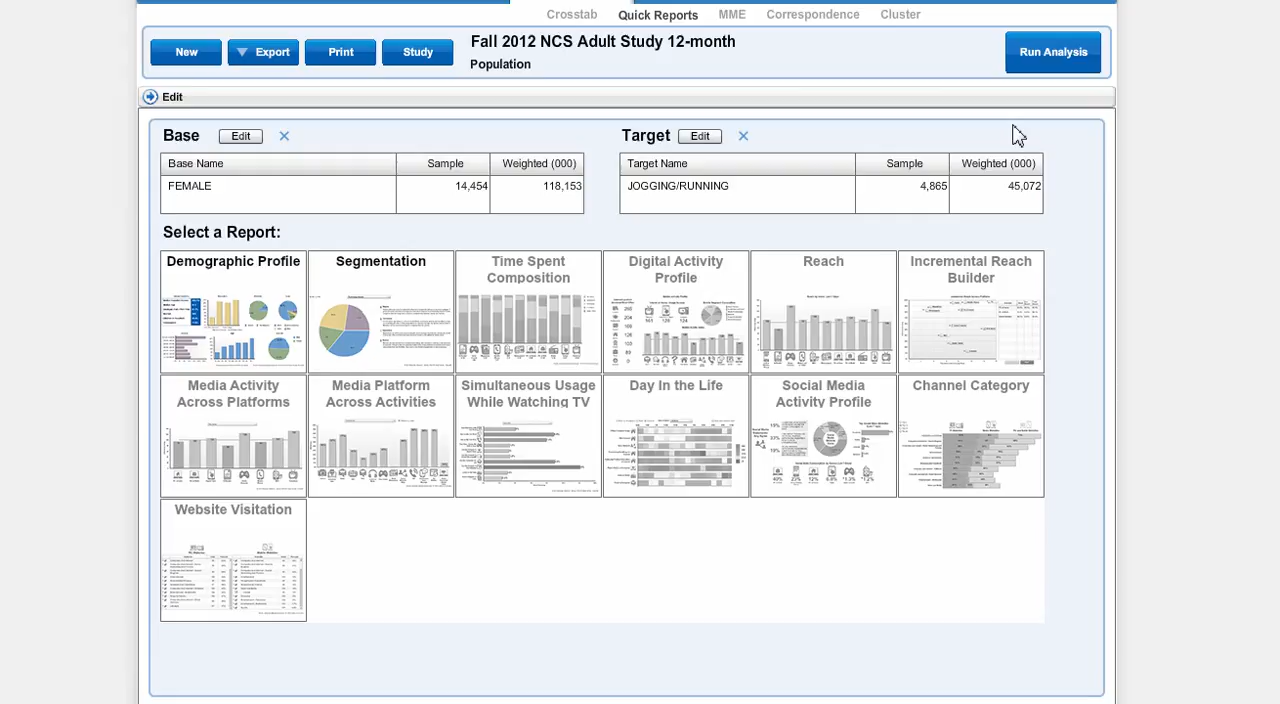 Crosstab Quick Reports MME Correspondence Cluster
New Export Print Study
Fall 2012 NCS Adult Study 12-month
Population
Run Analysis
Edit
Base Edit
Target Edit
Base Name Sample Weighted (000)
FEMALE 14,454 118,153
Target Name Sample Weighted (000)
JOGGING/RUNNING 4,865 45,072
Select a Report:
Demographic Profile
Segmentation
Time Spent
Composition
Digital Activity
Profile
Reach
Incremental Reach
Builder
Media Activity
Across Platforms
Media Platform
Across Activities
Simultaneous Usage
While Watching TV
Day In the Life
Social Media
Activity Profile
Channel Category
Website Visitation